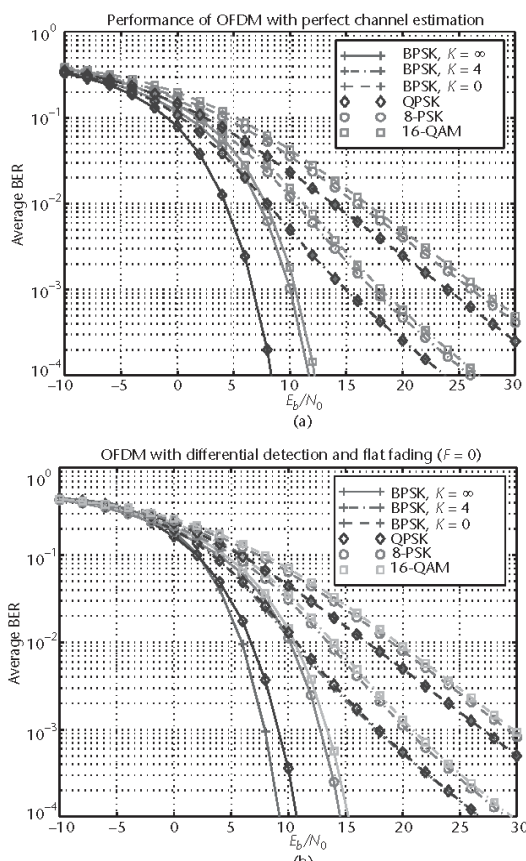 Performance of OFDM with perfect channel estimation
10⁰
10⁻¹
10⁻²
10⁻³
10⁻⁴
Average BER
BPSK, K = ∞
BPSK, K = 4
BPSK, K = 0
QPSK
8-PSK
16-QAM
−10 −5 0 5 10 15 20 25 30
E_b/N_0
(a)
OFDM with differential detection and flat fading (F = 0)
10⁰
10⁻¹
10⁻²
10⁻³
10⁻⁴
Average BER
BPSK, K = ∞
BPSK, K = 4
BPSK, K = 0
QPSK
8-PSK
16-QAM
−10 −5 0 5 10 15 20 25 30
E_b/N_0
(b)